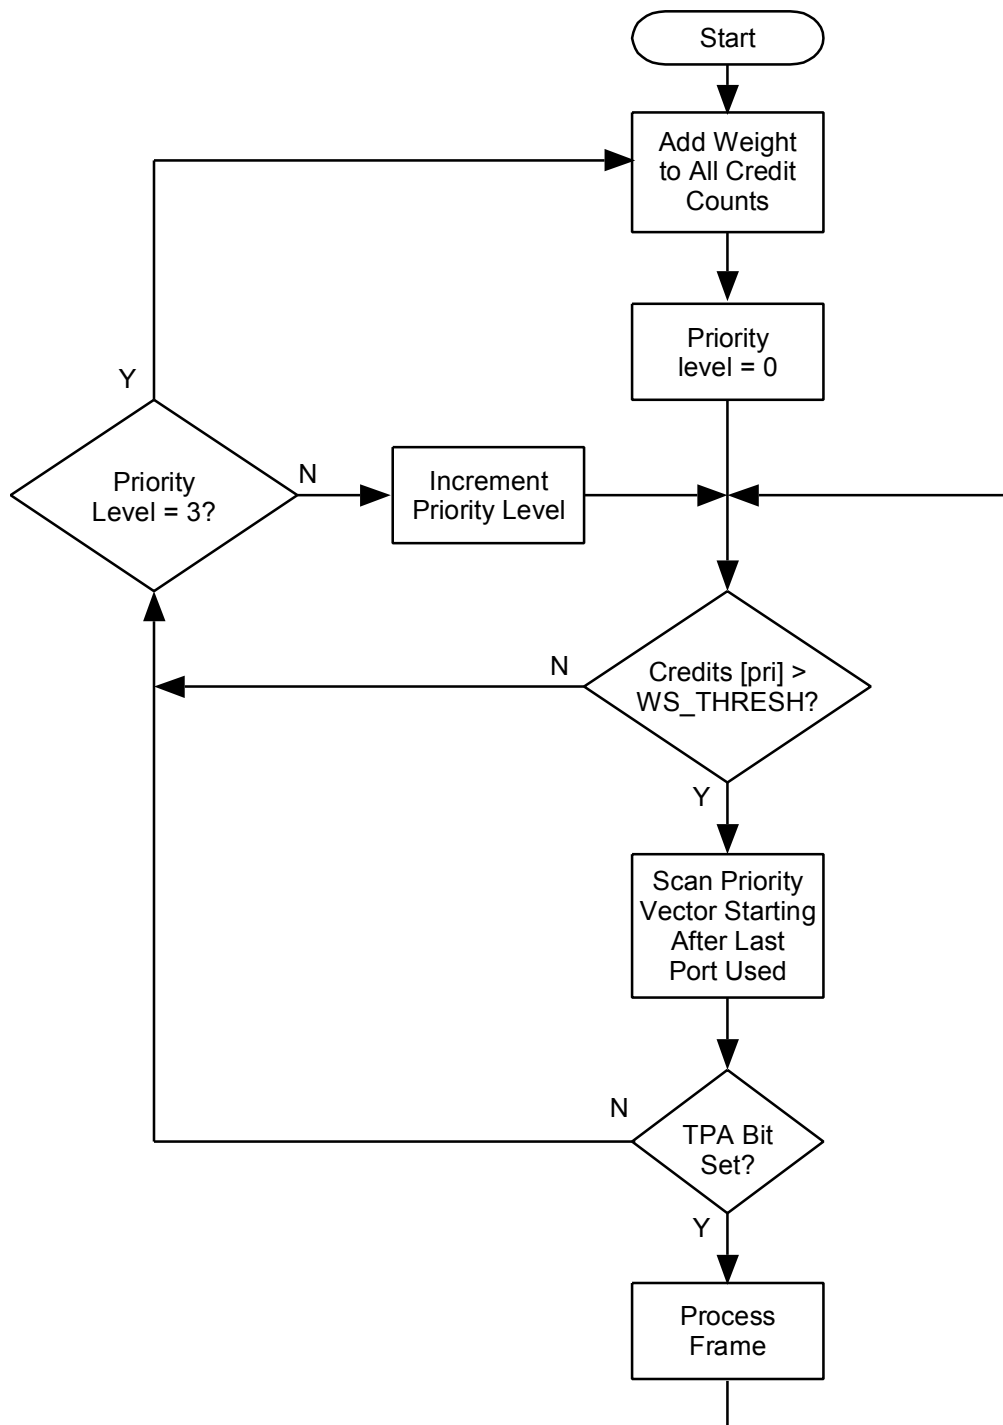 Start
Add Weight
to All Credit
Counts
Priority
level = 0
Y
Priority
Level = 3?
N
Increment
Priority Level
N
Credits [pri] >
WS_THRESH?
Y
Scan Priority
Vector Starting
After Last
Port Used
N
TPA Bit
Set?
Y
Process
Frame